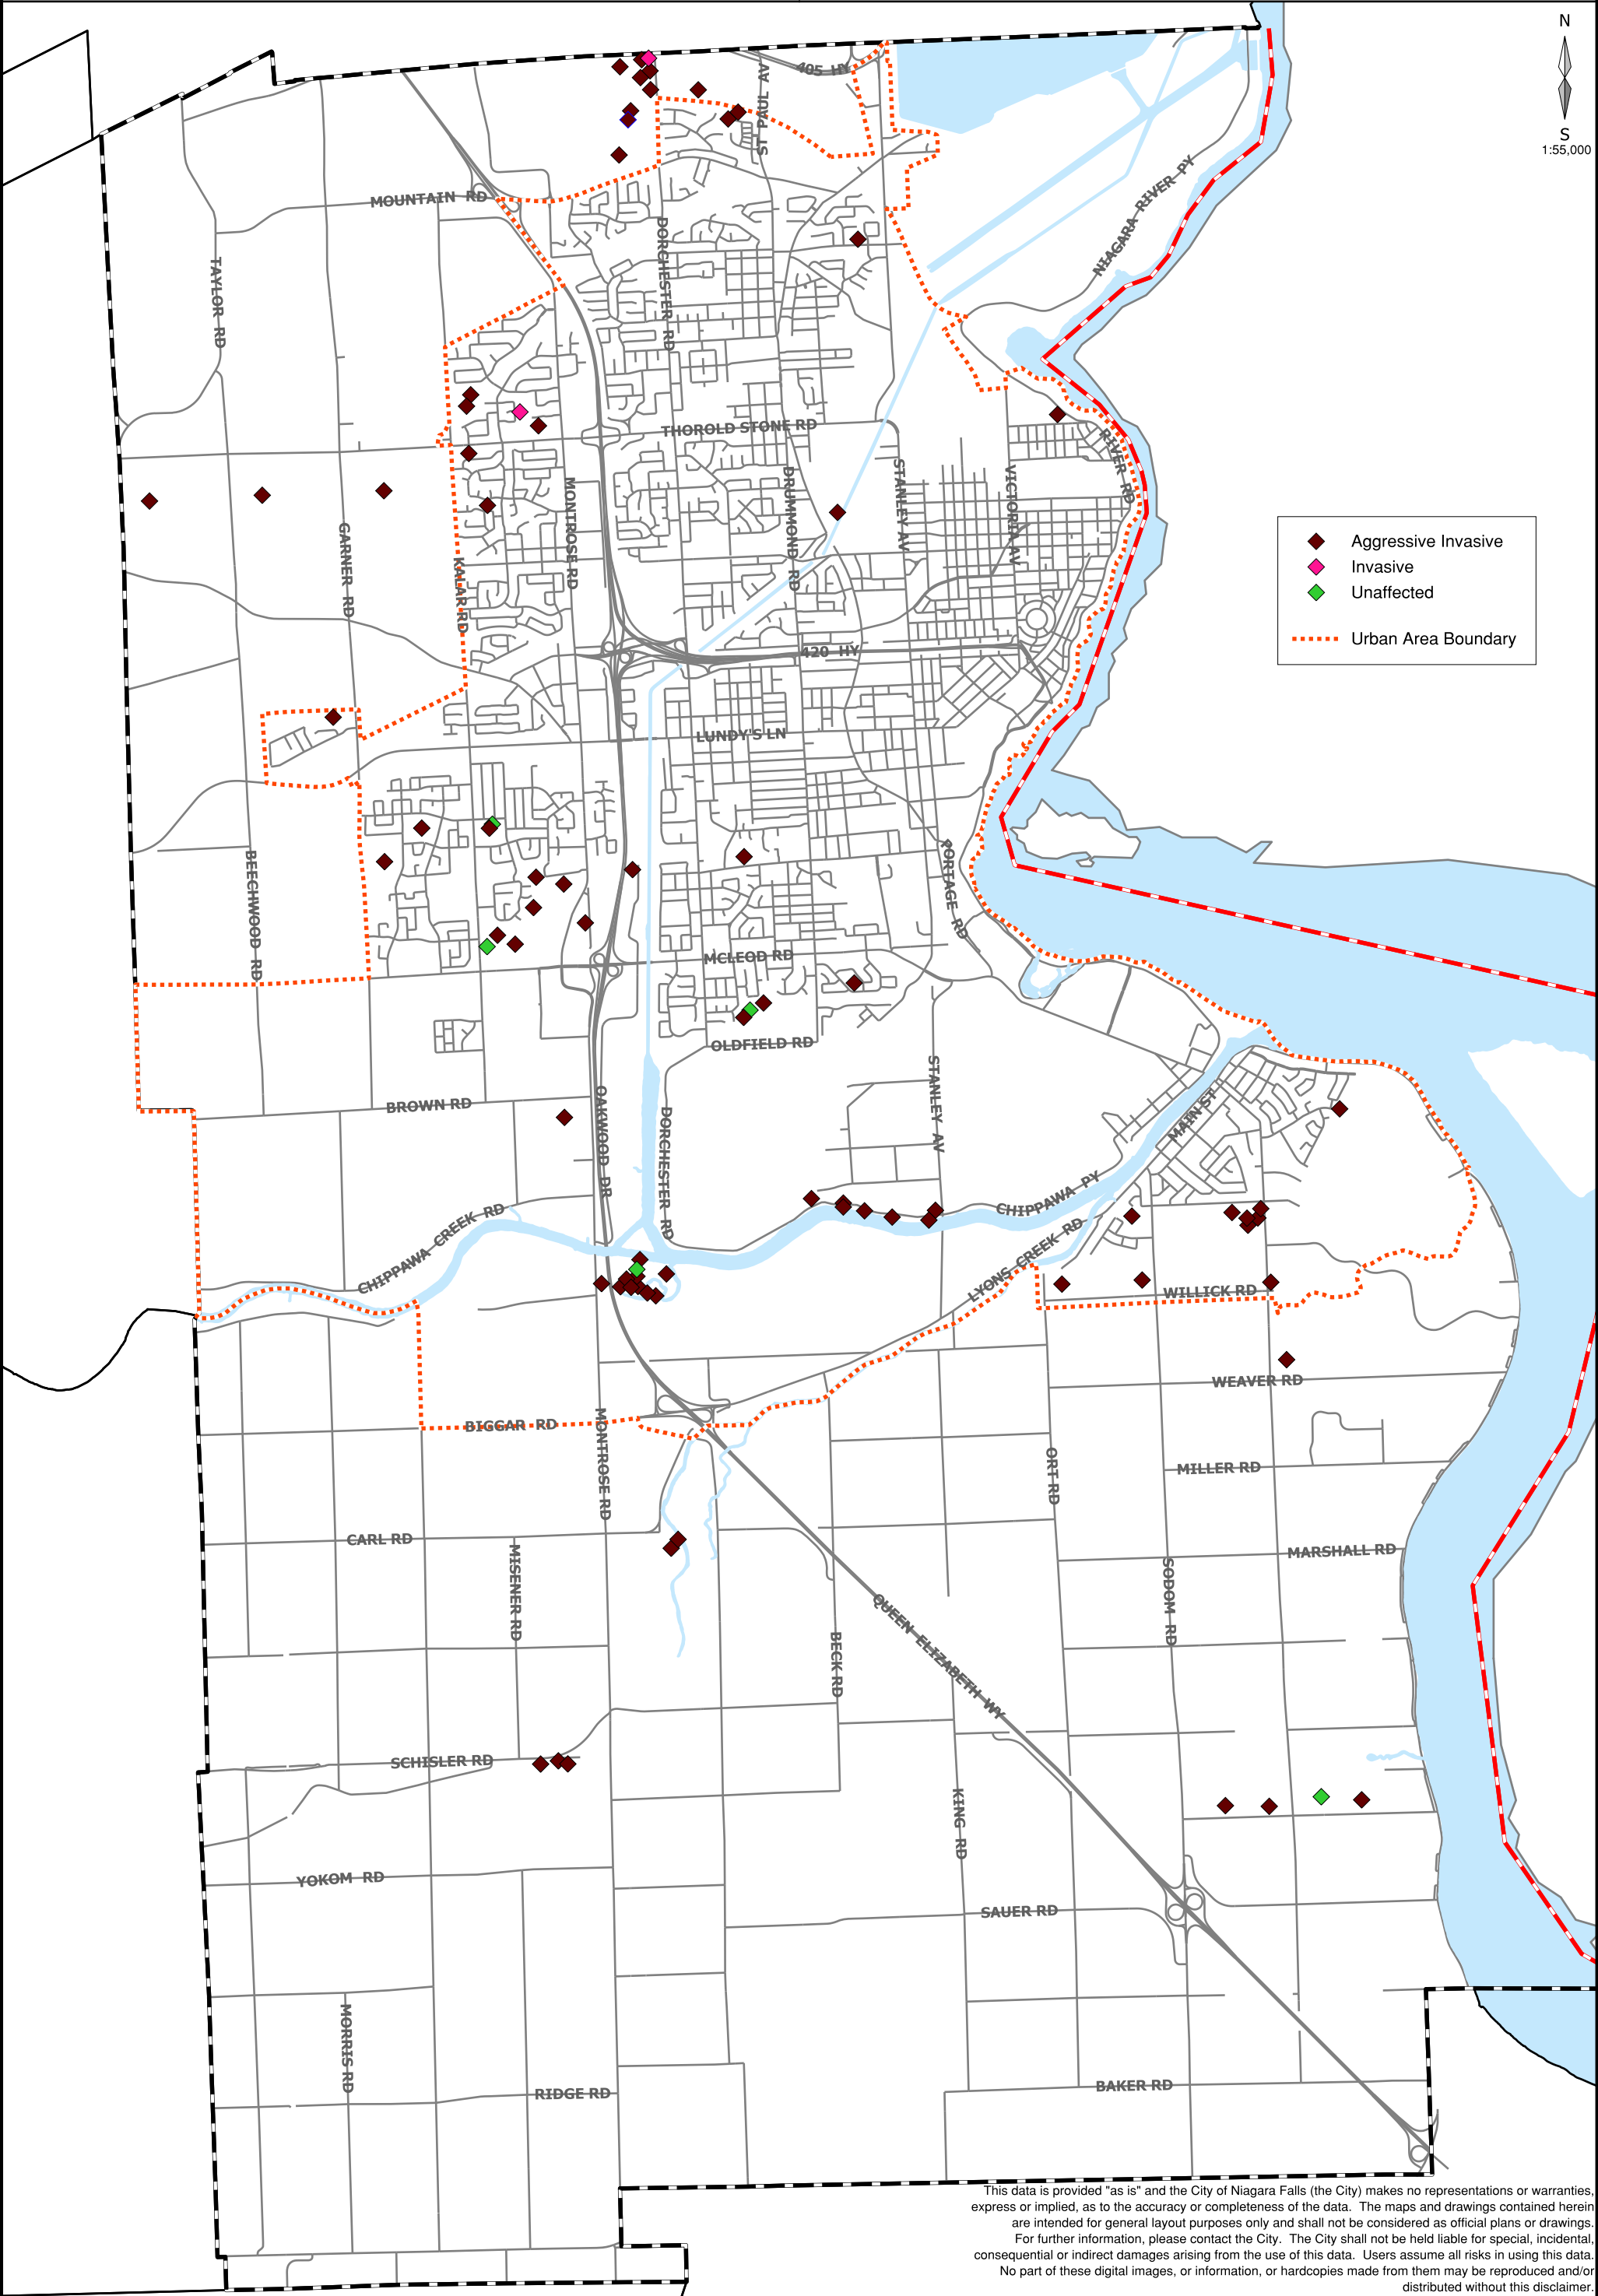 N
S
1:55,000
405 HY
ST PAUL AV
MOUNTAIN RD
NIAGARA RIVER PY
DORCHESTER RD
TAYLOR RD
THOROLD STONE RD
RIVER RD
STANLEY AV
VICTORIA AV
DRUMMOND RD
MONTROSE RD
GARNER RD
KALAR RD
Aggressive Invasive
Invasive
Unaffected
Urban Area Boundary
420 HY
LUNDY'S LN
PORTAGE RD
BEECHWOOD RD
MCLEOD RD
OLDFIELD RD
STANLEY AV
BROWN RD
OAKWOOD DR
DORCHESTER RD
MAIN ST
CHIPPAWA PY
CHIPPAWA CREEK RD
LYONS CREEK RD
WILLICK RD
WEAVER RD
BIGGAR RD
MONTROSE RD
ORT RD
MILLER RD
CARL RD
MISENER RD
MARSHALL RD
SODOM RD
QUEEN ELIZABETH WY
BECK RD
SCHISLER RD
KING RD
YOKOM RD
SAUER RD
MORRIS RD
RIDGE RD
BAKER RD
This data is provided "as is" and the City of Niagara Falls (the City) makes no representations or warranties,
express or implied, as to the accuracy or completeness of the data. The maps and drawings contained herein
are intended for general layout purposes only and shall not be considered as official plans or drawings.
For further information, please contact the City. The City shall not be held liable for special, incidental,
consequential or indirect damages arising from the use of this data. Users assume all risks in using this data.
No part of these digital images, or information, or hardcopies made from them may be reproduced and/or
distributed without this disclaimer.